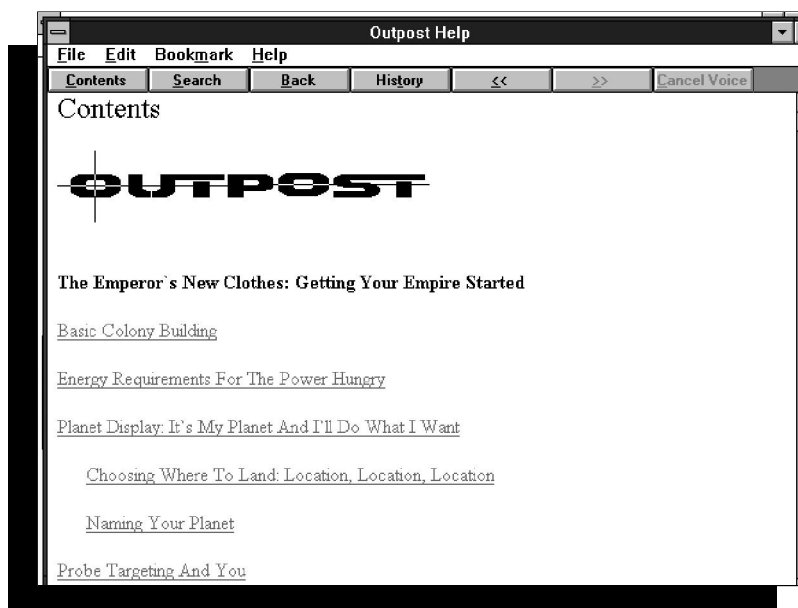 Outpost Help
File Edit Bookmark Help
Contents Search Back History << >> Cancel Voice
Contents
OUTPOST
The Emperor`s New Clothes: Getting Your Empire Started
Basic Colony Building
Energy Requirements For The Power Hungry
Planet Display: It`s My Planet And I'll Do What I Want
Choosing Where To Land: Location, Location, Location
Naming Your Planet
Probe Targeting And You